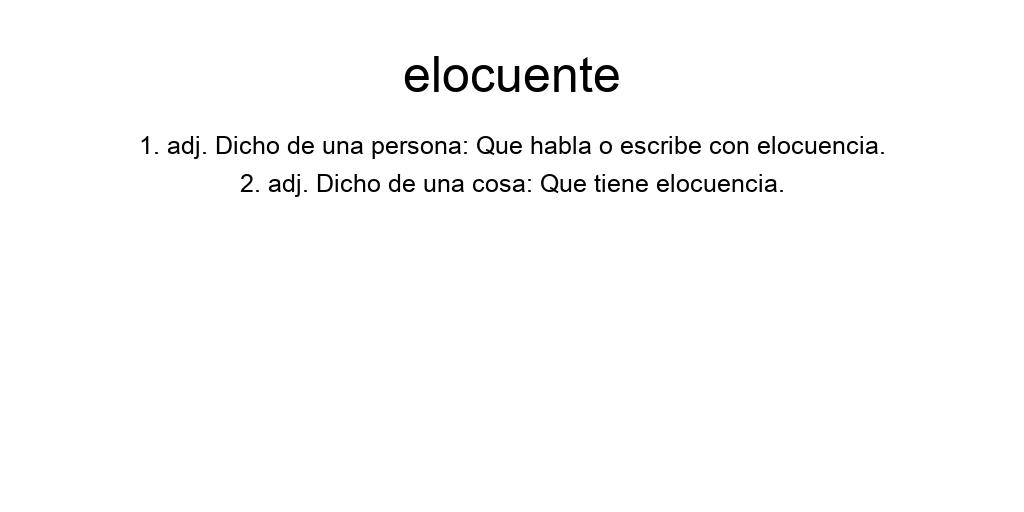 elocuente
1. adj. Dicho de una persona: Que habla o escribe con elocuencia.
2. adj. Dicho de una cosa: Que tiene elocuencia.